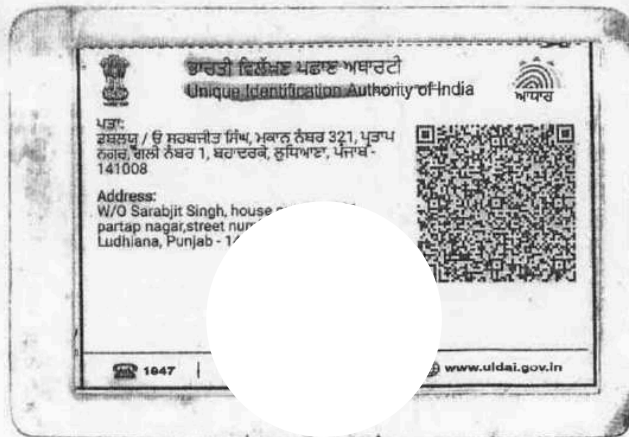 ਭਾਰਤੀ ਵਿਲੱਖਣ ਪਛਾਣ ਅਥਾਰਟੀ
Unique Identification Authority of India
ਆਧਾਰ
ਪਤਾ:
ਡਬਲਯੂ / ਓ ਸਰਬਜੀਤ ਸਿੰਘ, ਮਕਾਨ ਨੰਬਰ 321, ਪ੍ਰਤਾਪ
ਨਗਰ, ਗਲੀ ਨੰਬਰ 1, ਬਹਾਦਰਕੇ, ਲੁਧਿਆਣਾ, ਪੰਜਾਬ -
141008
Address:
W/O Sarabjit Singh, house
partap nagar,street
Ludhiana, Punjab -
1947
www.uidai.gov.in